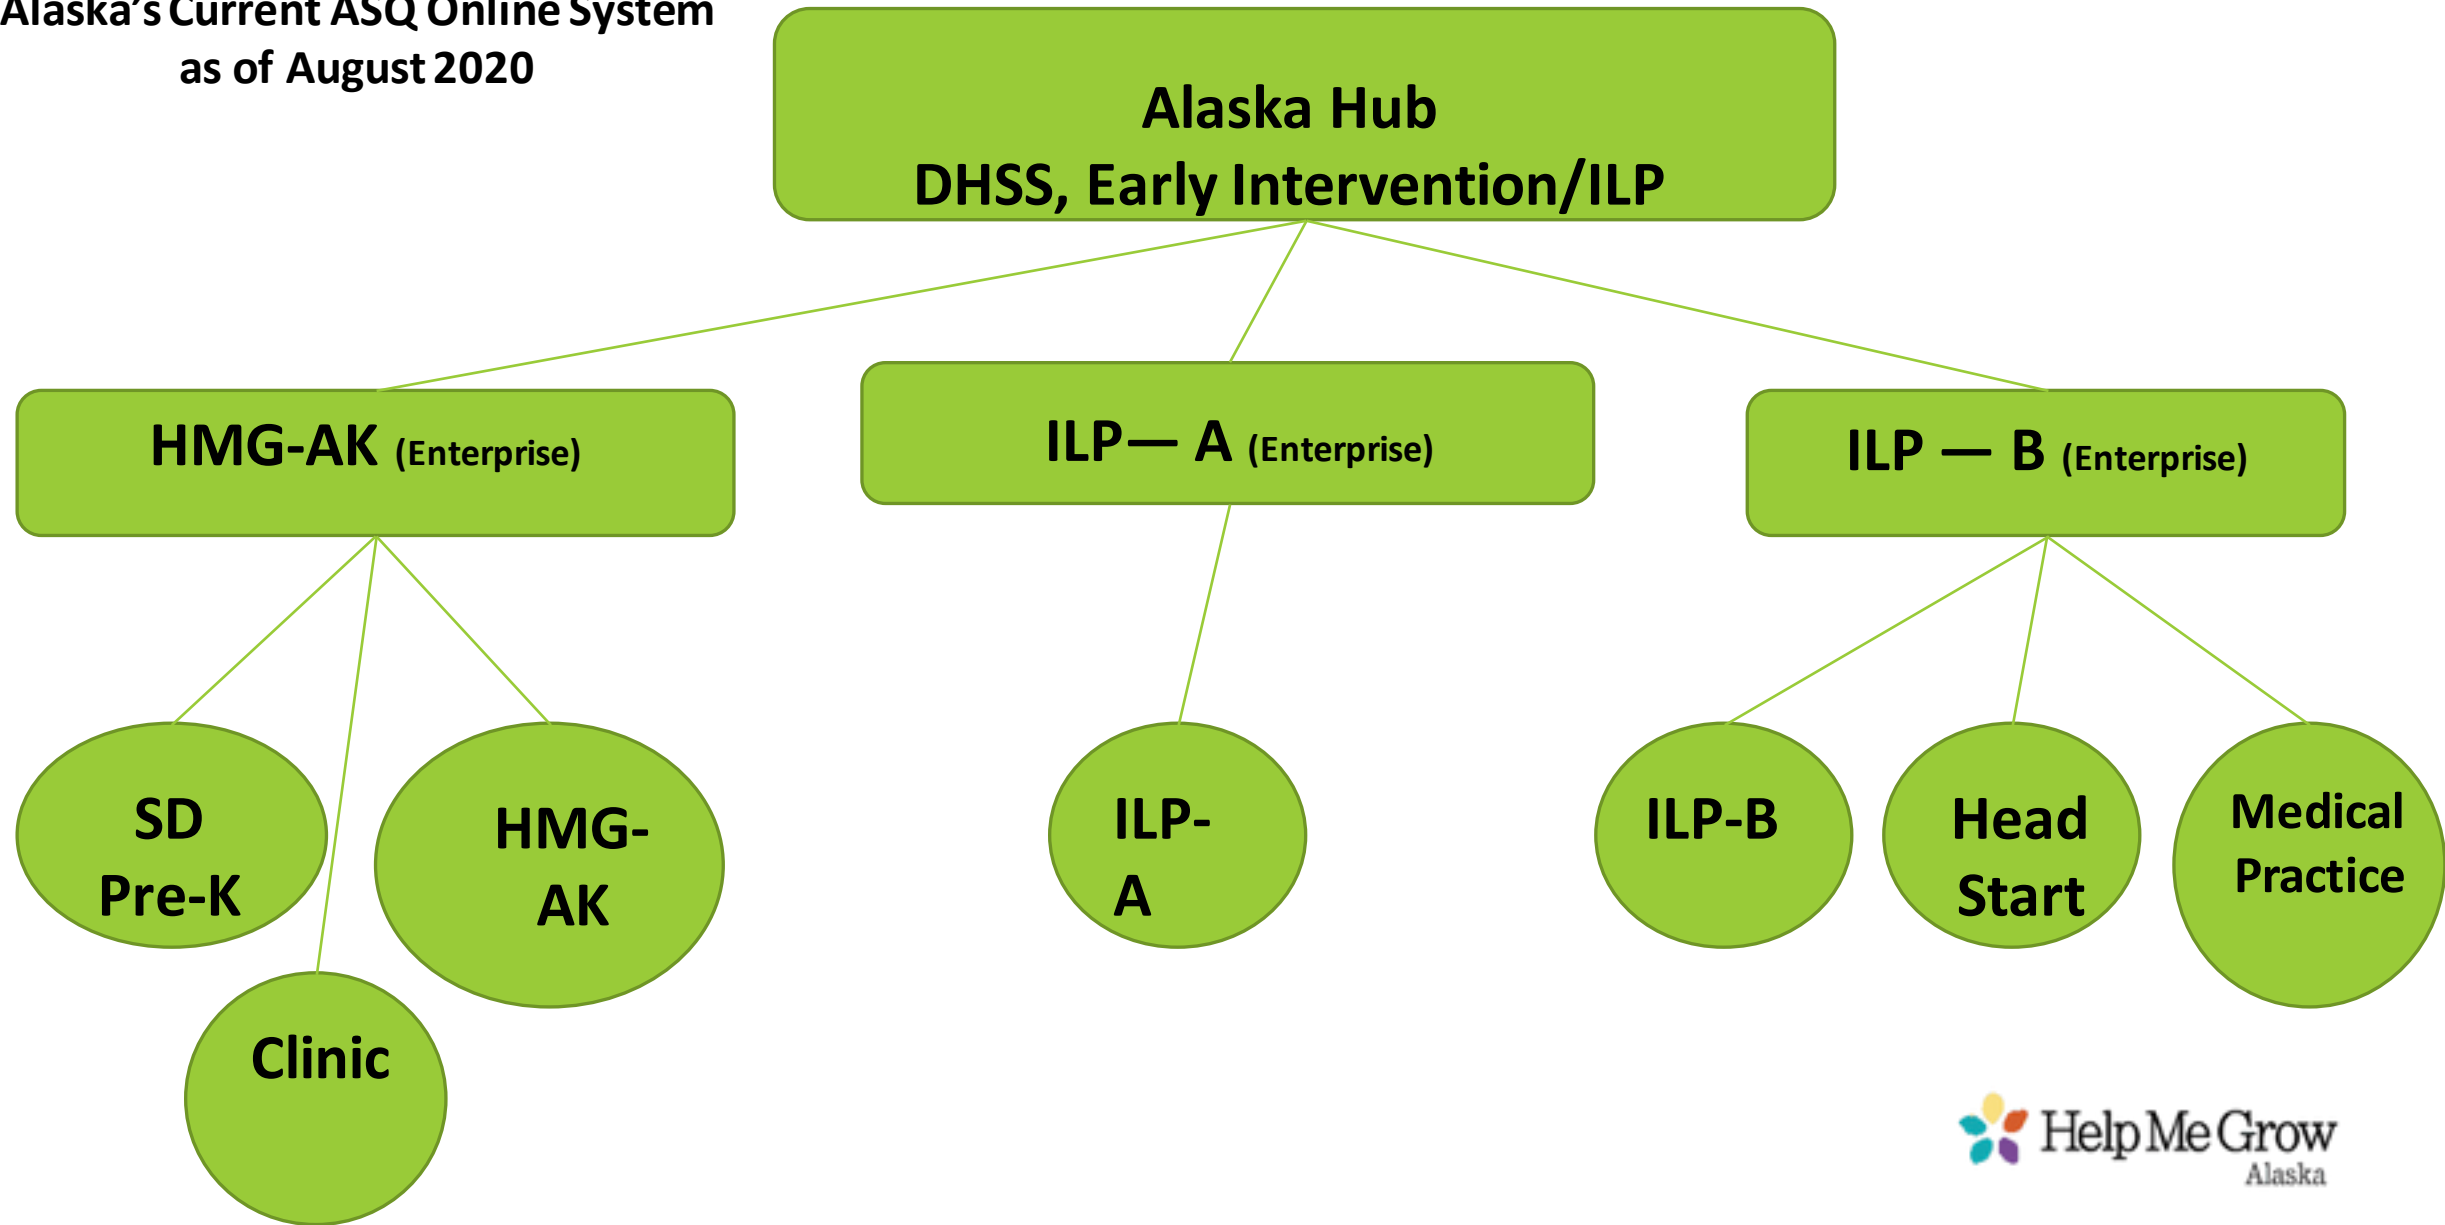 Alaska's Current ASQ Online System
as of August 2020
Alaska Hub
DHSS, Early Intervention/ILP
HMG-AK (Enterprise)
ILP— A (Enterprise)
ILP — B (Enterprise)
SD
Pre-K
HMG-
AK
Clinic
ILP-
A
ILP-B
Head
Start
Medical
Practice
Help Me Grow
Alaska